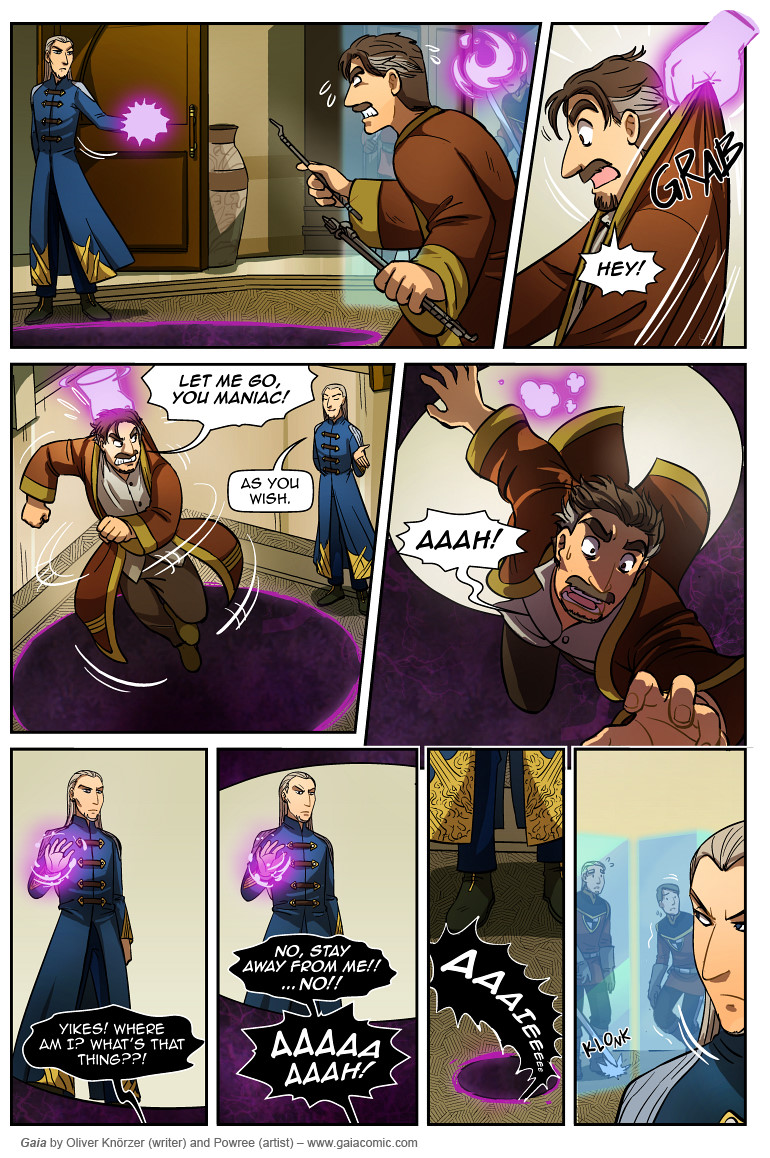 GRAB
HEY!
LET ME GO,
YOU MANIAC!
AS YOU
WISH.
AAAH!
YIKES! WHERE
AM I? WHAT'S THAT
THING??!
NO, STAY
AWAY FROM ME!!
...NO!!
AAAAA
AAAH!
AAAIEEEEE
KLONK
Gaia by Oliver Knörzer (writer) and Powree (artist) – www.gaiacomic.com